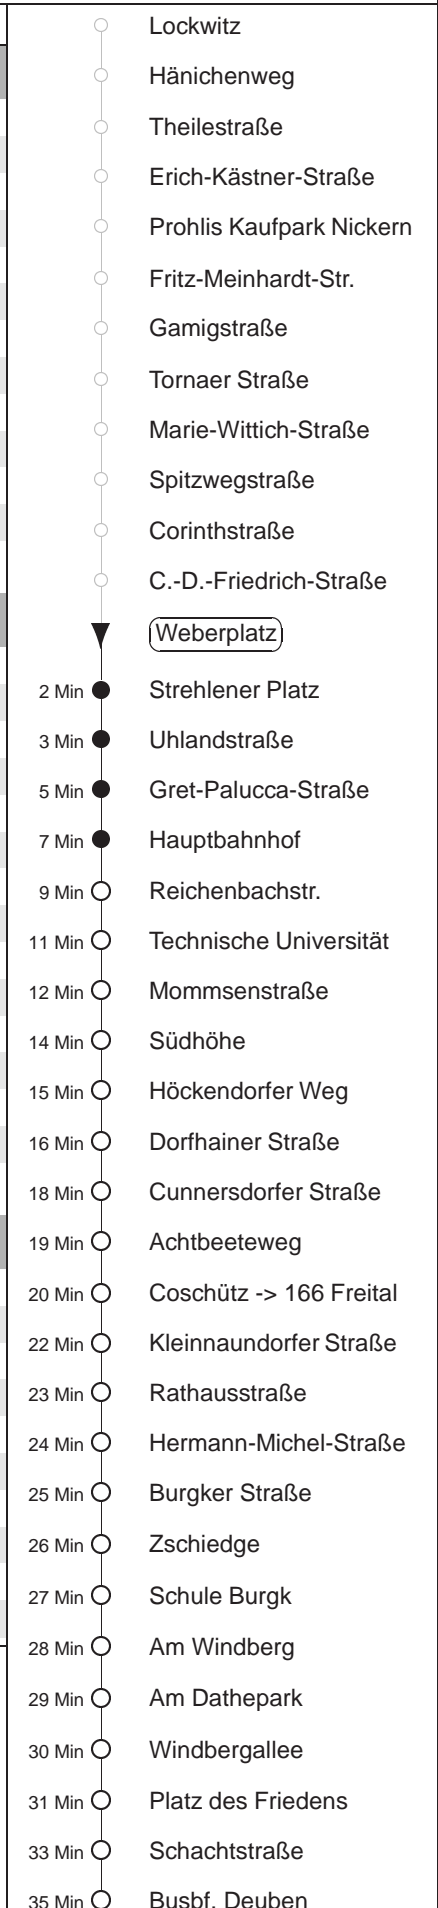 Lockwitz
Hänichenweg
Theilestraße
Erich-Kästner-Straße
Prohlis Kaufpark Nickern
Fritz-Meinhardt-Str.
Gamigstraße
Tornaer Straße
Marie-Wittich-Straße
Spitzwegstraße
Corinthstraße
C.-D.-Friedrich-Straße
Weberplatz
2 Min Strehlener Platz
3 Min Uhlandstraße
5 Min Gret-Palucca-Straße
7 Min Hauptbahnhof
9 Min Reichenbachstr.
11 Min Technische Universität
12 Min Mommsenstraße
14 Min Südhöhe
15 Min Höckendorfer Weg
16 Min Dorfhainer Straße
18 Min Cunnersdorfer Straße
19 Min Achtbeeteweg
20 Min Coschütz -> 166 Freital
22 Min Kleinnaundorfer Straße
23 Min Rathausstraße
24 Min Hermann-Michel-Straße
25 Min Burgker Straße
26 Min Zschiedge
27 Min Schule Burgk
28 Min Am Windberg
29 Min Am Dathepark
30 Min Windbergallee
31 Min Platz des Friedens
33 Min Schachtstraße
35 Min Busbf. Deuben